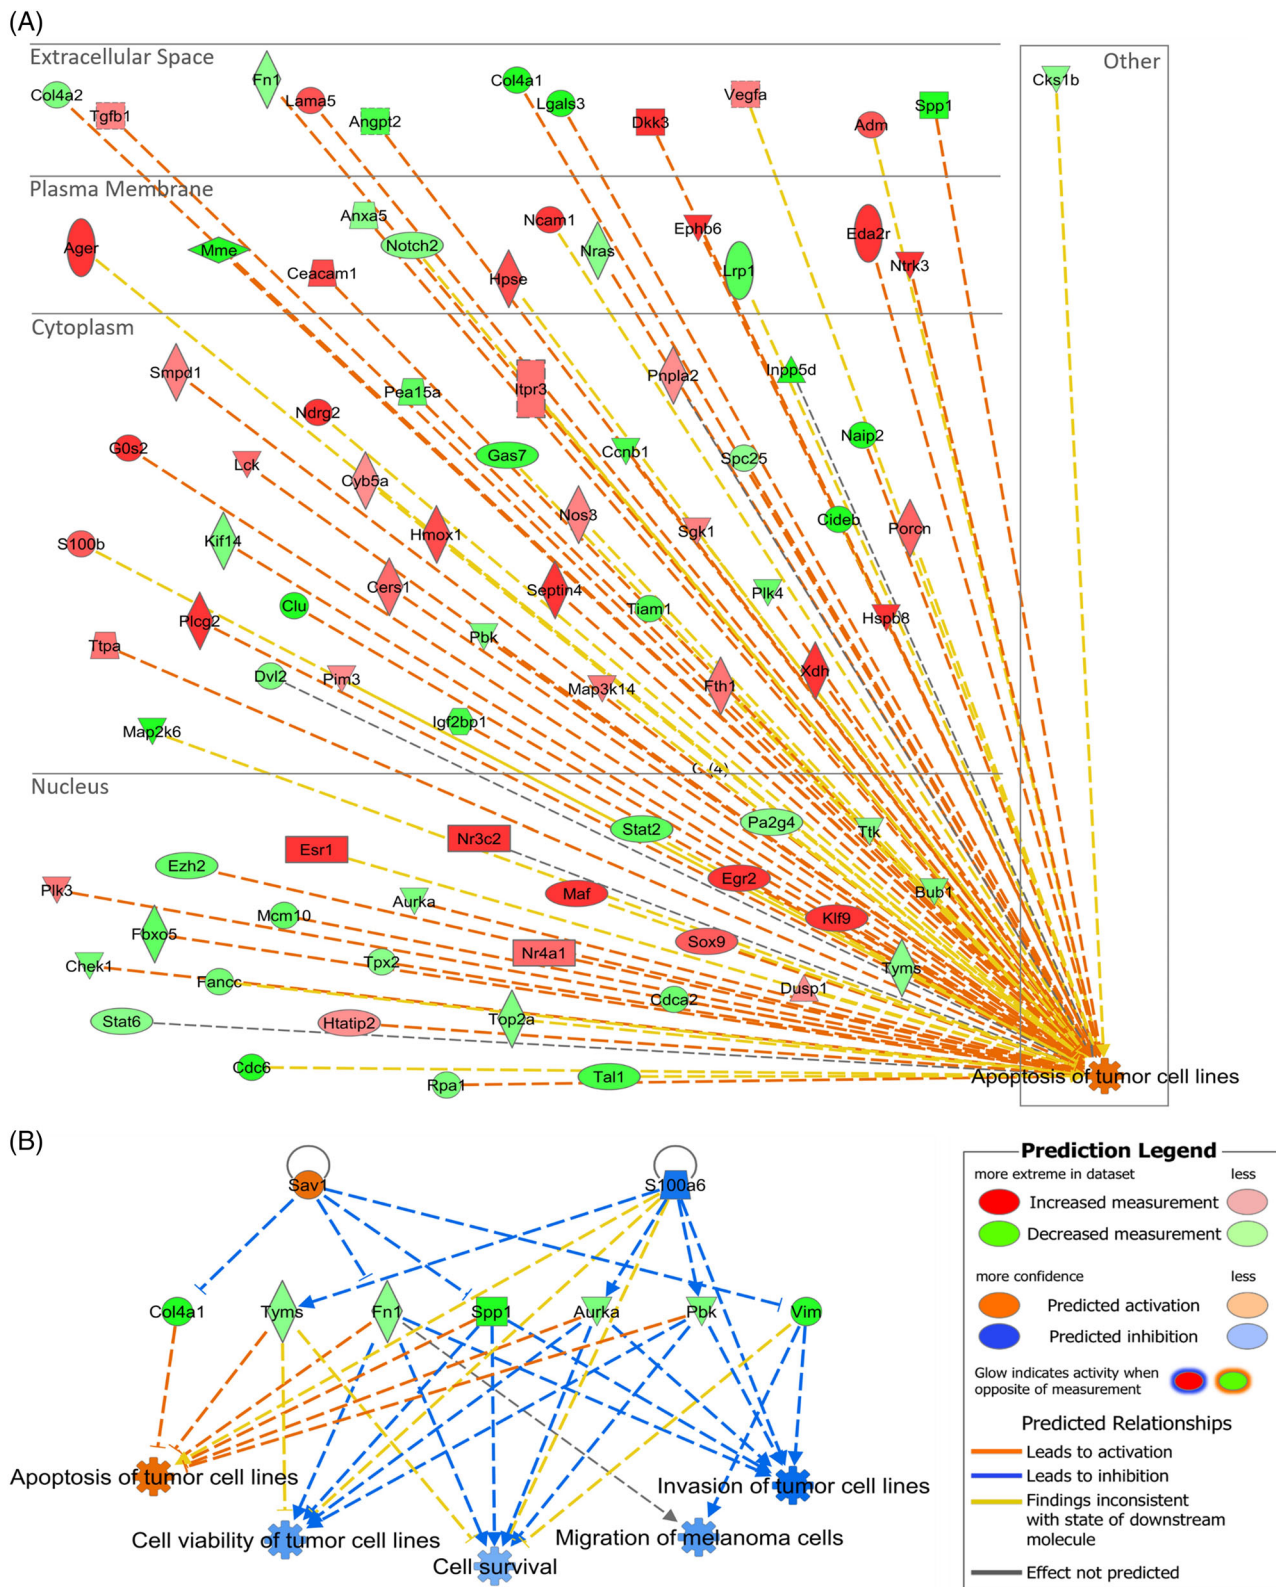 (A)
Extracellular Space
Other
Col4a2
Tgfb1
Fn1
Lama5
Angpt2
Col4a1
Lgals3
Dkk3
Vegfa
Adm
Spp1
Cks1b
Plasma Membrane
Ager
Mme
Ceacam1
Anxa5
Notch2
Hpse
Ncam1
Nras
Ephb6
Lrp1
Eda2r
Ntrk3
Cytoplasm
Smpd1
Ndrg2
Pea15a
Itpr3
Pnpla2
Inpp5d
Naip2
G0s2
Lck
Cyb5a
Gas7
Ccnb1
Spc25
Cideb
Porcn
S100b
Kif14
Hmox1
Nos3
Sgk1
Plcg2
Clu
Cers1
Septin4
Tiam1
Plk4
Hspb8
Ttpa
Dvl2
Pim3
Pbk
Map3k14
Fth1
Xdh
Map2k6
Igf2bp1
(4)
Nucleus
Ezh2
Esr1
Nr3c2
Stat2
Pa2g4
Ttk
Plk3
Mcm10
Aurka
Maf
Egr2
Bub1
Fbxo5
Klf9
Chek1
Fancc
Tpx2
Nr4a1
Sox9
Tyms
Stat6
Htatip2
Top2a
Cdca2
Dusp1
Cdc6
Rpa1
Tal1
Apoptosis of tumor cell lines
(B)
Sav1
S100a6
Col4a1
Tyms
Fn1
Spp1
Aurka
Pbk
Vim
Apoptosis of tumor cell lines
Cell viability of tumor cell lines
Cell survival
Migration of melanoma cells
Invasion of tumor cell lines
Prediction Legend
more extreme in dataset less
Increased measurement
Decreased measurement
more confidence less
Predicted activation
Predicted inhibition
Glow indicates activity when
opposite of measurement
Predicted Relationships
Leads to activation
Leads to inhibition
Findings inconsistent
with state of downstream
molecule
Effect not predicted